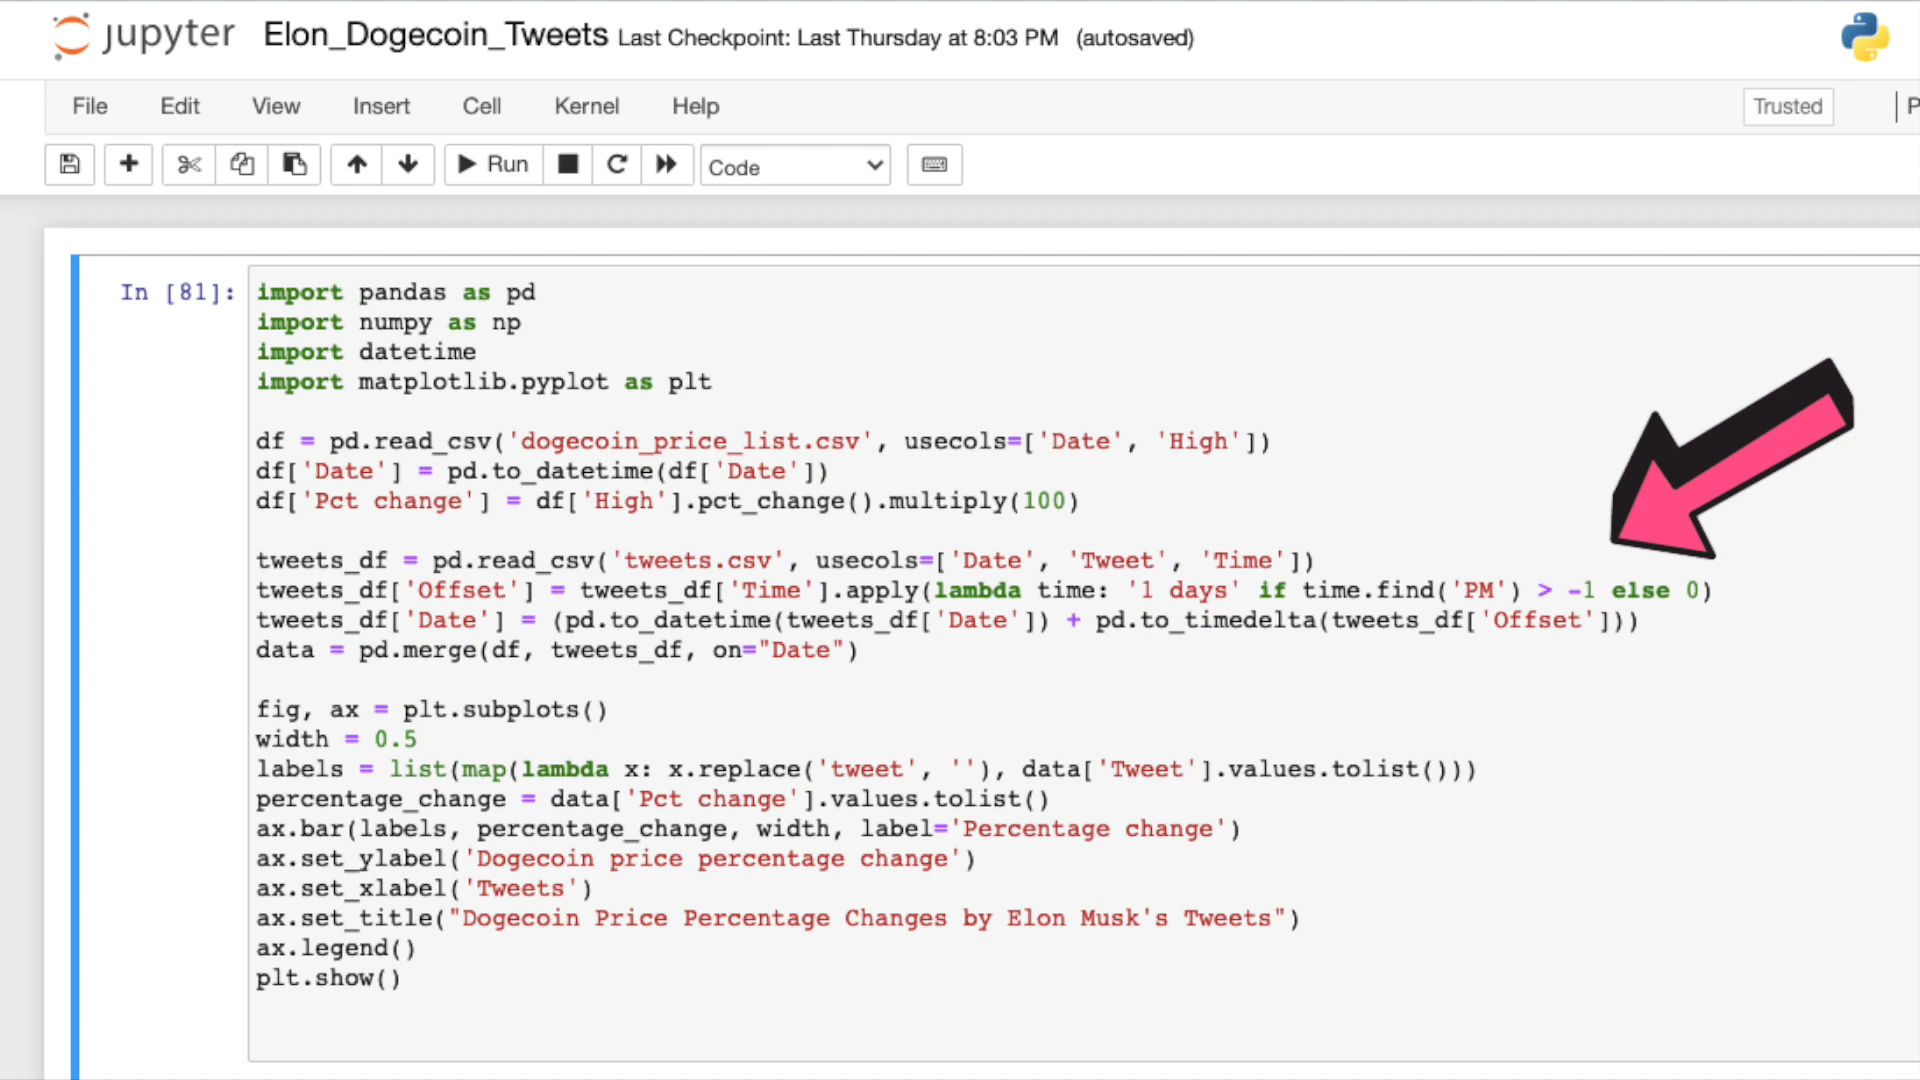 jupyter Elon_Dogecoin_Tweets Last Checkpoint: Last Thursday at 8:03 PM (autosaved)
File Edit View Insert Cell Kernel Help Trusted P
Run Code
In [81]:
import pandas as pd
import numpy as np
import datetime
import matplotlib.pyplot as plt
df = pd.read_csv('dogecoin_price_list.csv', usecols=['Date', 'High'])
df['Date'] = pd.to_datetime(df['Date'])
df['Pct change'] = df['High'].pct_change().multiply(100)
tweets_df = pd.read_csv('tweets.csv', usecols=['Date', 'Tweet', 'Time'])
tweets_df['Offset'] = tweets_df['Time'].apply(lambda time: '1 days' if time.find('PM') > -1 else 0)
tweets_df['Date'] = (pd.to_datetime(tweets_df['Date']) + pd.to_timedelta(tweets_df['Offset']))
data = pd.merge(df, tweets_df, on="Date")
fig, ax = plt.subplots()
width = 0.5
labels = list(map(lambda x: x.replace('tweet', ''), data['Tweet'].values.tolist()))
percentage_change = data['Pct change'].values.tolist()
ax.bar(labels, percentage_change, width, label='Percentage change')
ax.set_ylabel('Dogecoin price percentage change')
ax.set_xlabel('Tweets')
ax.set_title("Dogecoin Price Percentage Changes by Elon Musk's Tweets")
ax.legend()
plt.show()